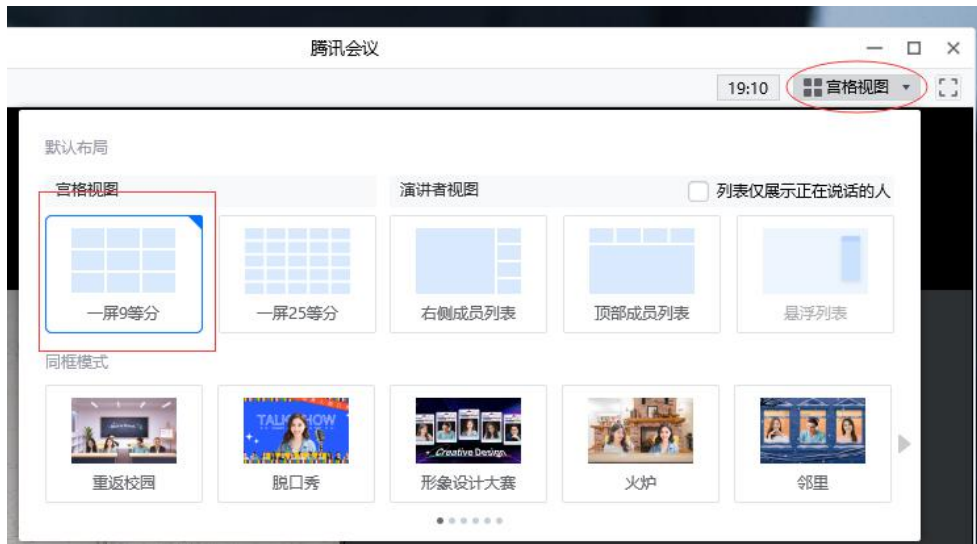 腾讯会议
19:10 宫格视图
默认布局
宫格视图 演讲者视图 列表仅展示正在说话的人
一屏9等分 一屏25等分 右侧成员列表 顶部成员列表 悬浮列表
同框模式
TALK SHOW
Creative Design
重返校园 脱口秀 形象设计大赛 火炉 邻里